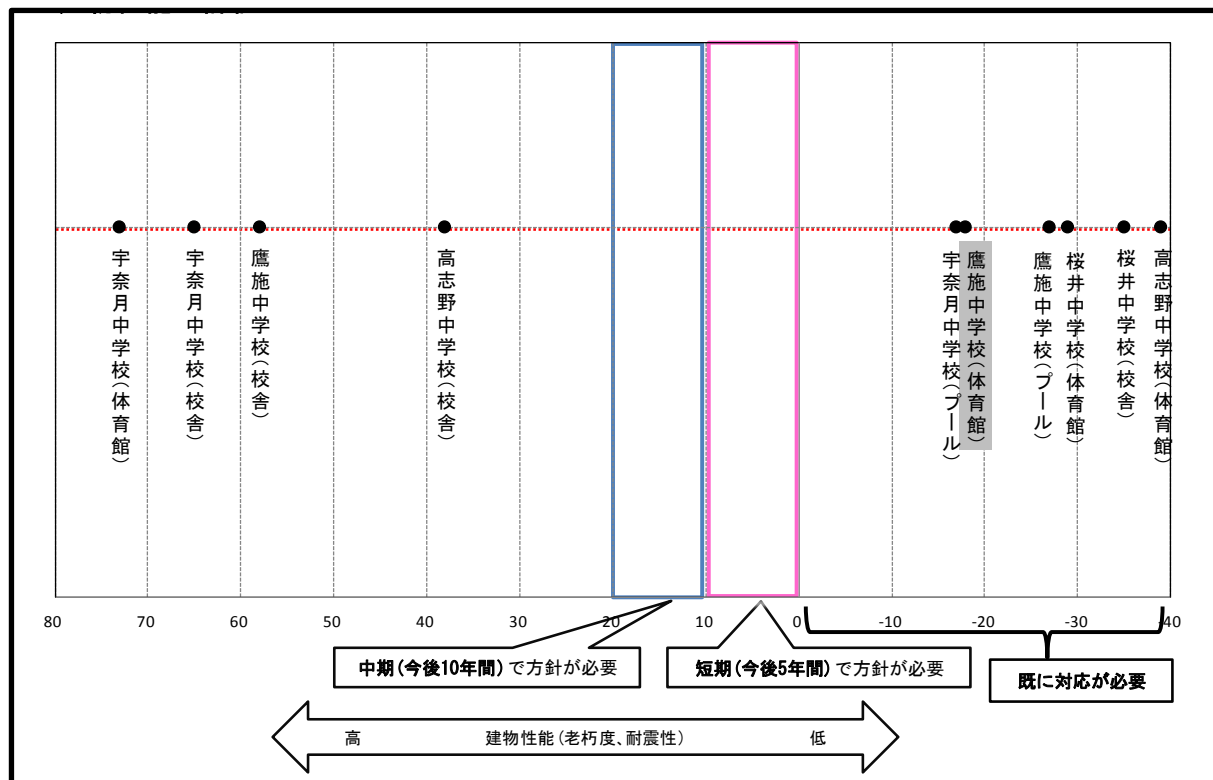 宇奈月中学校(体育館)
宇奈月中学校(校舎)
鷹施中学校(校舎)
高志野中学校(校舎)
宇奈月中学校(プール)
鷹施中学校(体育館)
鷹施中学校(プール)
桜井中学校(体育館)
桜井中学校(校舎)
高志野中学校(体育館)
80 70 60 50 40 30 20 10 0 -10 -20 -30 -40
中期(今後10年間)で方針が必要
短期(今後5年間)で方針が必要
既に対応が必要
高 建物性能(老朽度、耐震性) 低